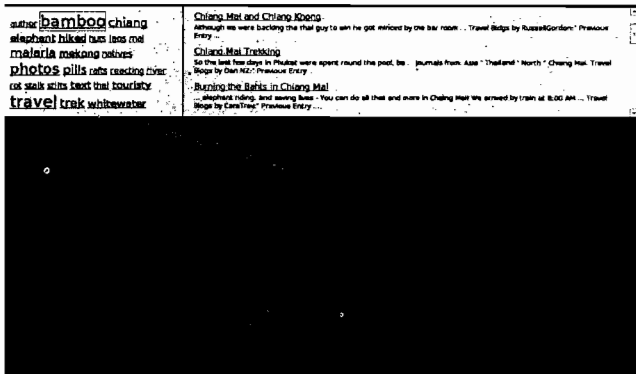 author bamboo chiang
elephant hiked huts laos mai
malaria mekong natives
photos pills rafts reacting river
rot stalk stilts text thai touristy
travel trek whitewater
Chiang Mai and Chiang Khong
Although we were backing the thai guy to win he got minced by the bar room ... Travel Blogs by RussellGordon:" Previous
Entry ...
Chiang Mai Trekking
So the last few days in Phuket were spent round the pool, be... Journals from: Asia " Thailand " North " Chiang Mai. Travel
Blogs by Dan NZ:" Previous Entry ...
Burning the Bahts in Chiang Mai
... elephant riding, and saving lives - You can do all that and more in Chaing Mai! We arrived by train at 8:00 AM ... Travel
Blog by CaraTrek:" Previous Entry ...